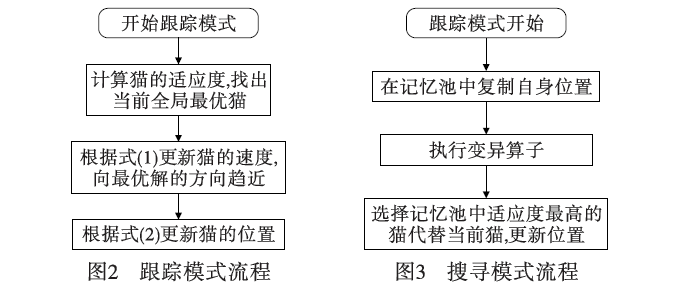 开始跟踪模式
计算猫的适应度,找出
当前全局最优猫
根据式(1)更新猫的速度,
向最优解的方向趋近
根据式(2)更新猫的位置
图2 跟踪模式流程
跟踪模式开始
在记忆池中复制自身位置
执行变异算子
选择记忆池中适应度最高的
猫代替当前猫,更新位置
图3 搜寻模式流程